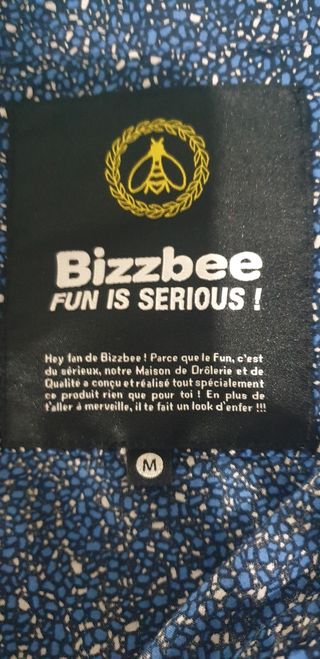 Bizzbee
FUN IS SERIOUS !
Hey fan de Bizzbee ! Parce que le Fun, c'est
du sérieux, notre Maison de Drôlerie et de
Qualité a conçu et réalisé tout spécialement
ce produit rien que pour toi ! En plus de
t'aller à merveille, il te fait un look d'enfer !!!
M